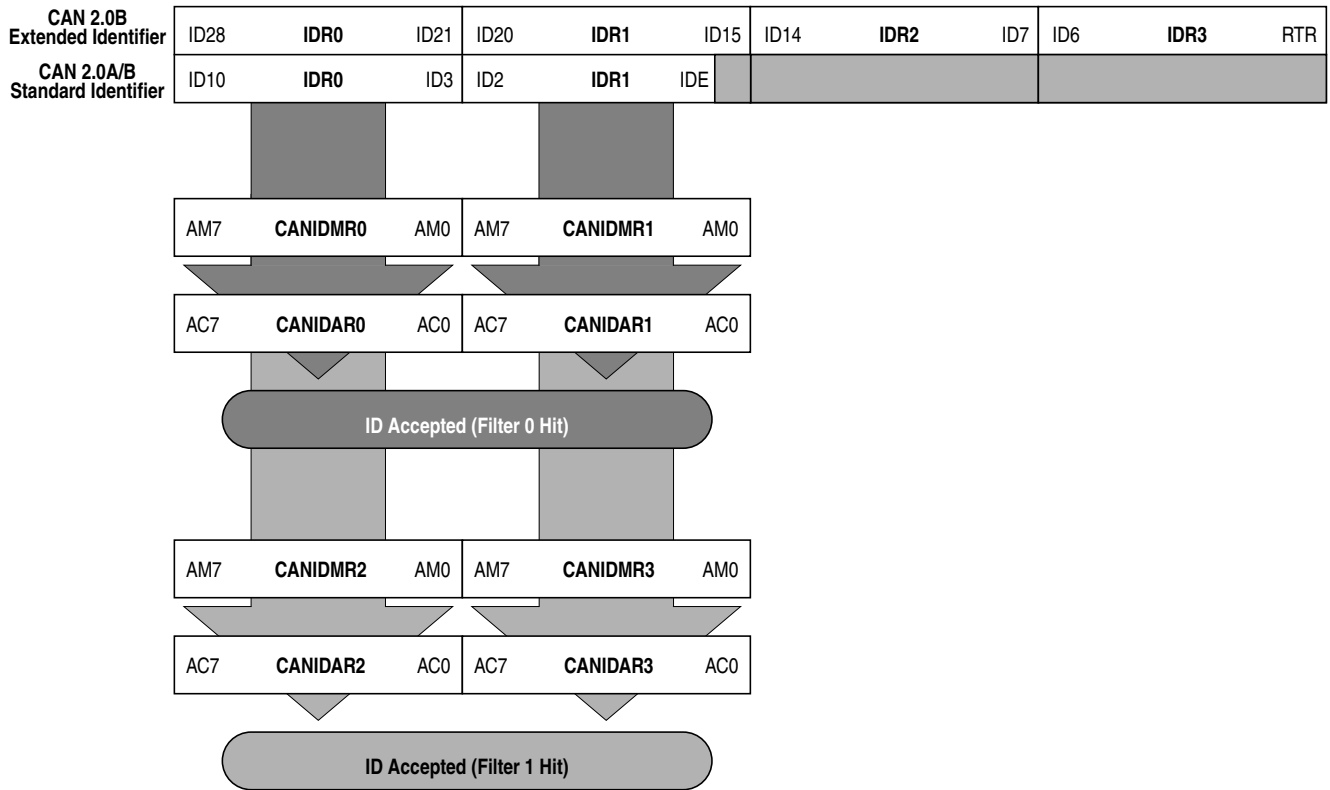 CAN 2.0B
Extended Identifier
ID28 IDR0 ID21 ID20 IDR1 ID15 ID14 IDR2 ID7 ID6 IDR3 RTR
CAN 2.0A/B
Standard Identifier
ID10 IDR0 ID3 ID2 IDR1 IDE
AM7 CANIDMR0 AM0 AM7 CANIDMR1 AM0
AC7 CANIDAR0 AC0 AC7 CANIDAR1 AC0
ID Accepted (Filter 0 Hit)
AM7 CANIDMR2 AM0 AM7 CANIDMR3 AM0
AC7 CANIDAR2 AC0 AC7 CANIDAR3 AC0
ID Accepted (Filter 1 Hit)